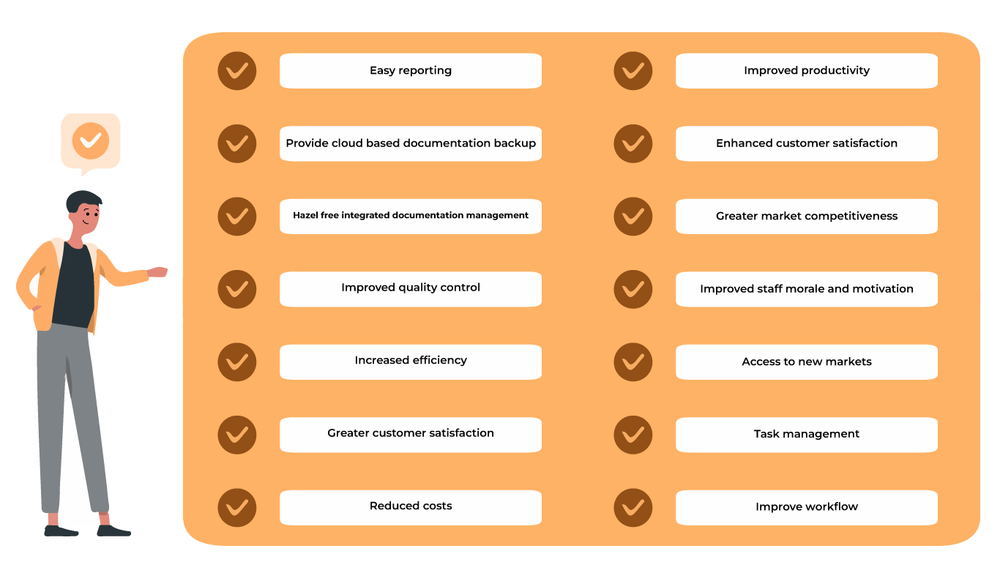 Easy reporting
Provide cloud based documentation backup
Hazel free integrated documentation management
Improved quality control
Increased efficiency
Greater customer satisfaction
Reduced costs
Improved productivity
Enhanced customer satisfaction
Greater market competitiveness
Improved staff morale and motivation
Access to new markets
Task management
Improve workflow